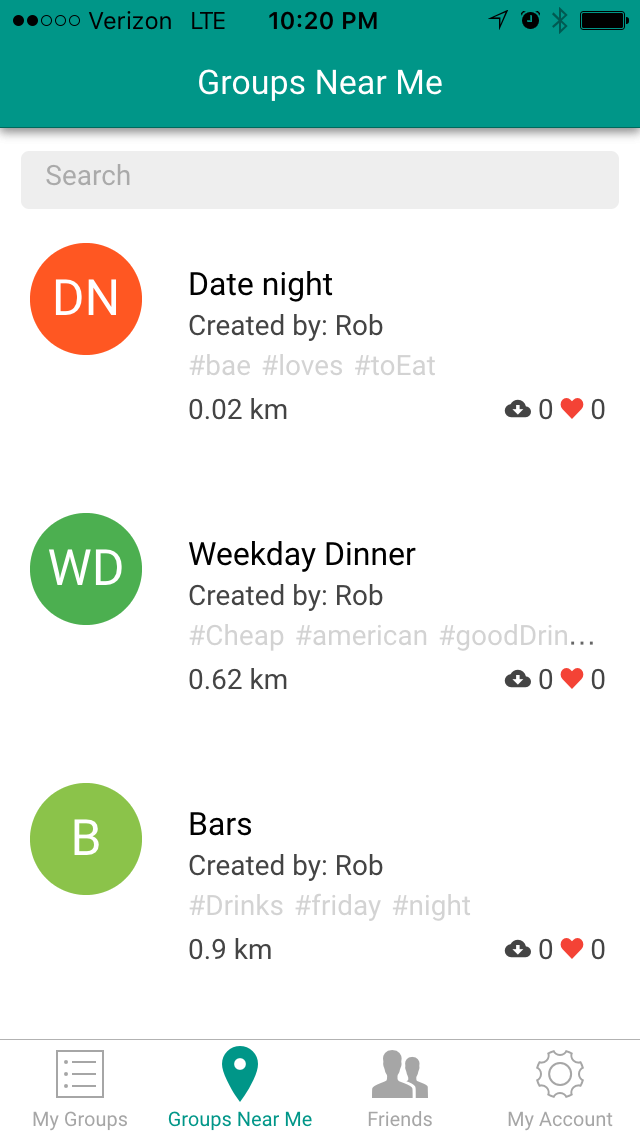 Verizon LTE 10:20 PM
Groups Near Me
Search
DN
Date night
Created by: Rob
#bae #loves #toEat
0.02 km 0 0
WD
Weekday Dinner
Created by: Rob
#Cheap #american #goodDrin...
0.62 km 0 0
B
Bars
Created by: Rob
#Drinks #friday #night
0.9 km 0 0
My Groups Groups Near Me Friends My Account